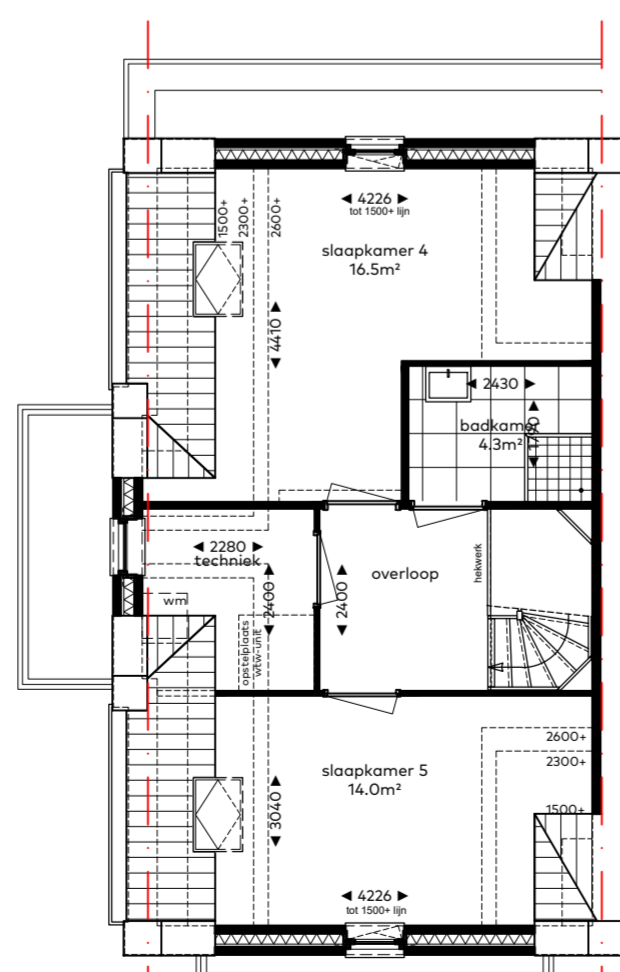 1500+
2300+
2600+
◄ 4226 ►
tot 1500+ lijn
slaapkamer 4
16.5m²
◄ 4410 ►
◄ 2430 ►
badkamer
4.3m²
◄ 1790 ►
◄ 2280 ►
techniek
◄ 2400 ►
◄ 2400 ►
overloop
hekwerk
wm
opstelplaats
wtw-unit
2600+
2300+
1500+
slaapkamer 5
14.0m²
◄ 3040 ►
◄ 4226 ►
tot 1500+ lijn